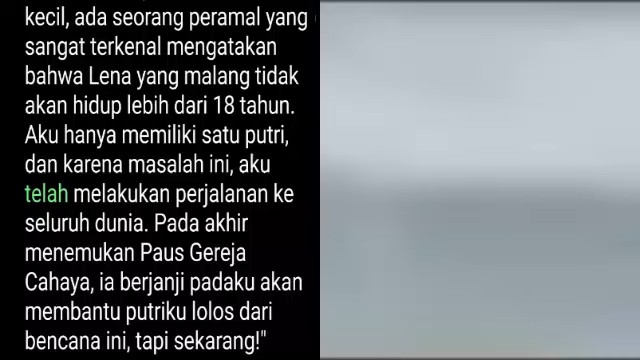 kecil, ada seorang peramal yang
sangat terkenal mengatakan
bahwa Lena yang malang tidak
akan hidup lebih dari 18 tahun.
Aku hanya memiliki satu putri,
dan karena masalah ini, aku
telah melakukan perjalanan ke
seluruh dunia. Pada akhir
menemukan Paus Gereja
Cahaya, ia berjanji padaku akan
membantu putriku lolos dari
bencana ini, tapi sekarang!"